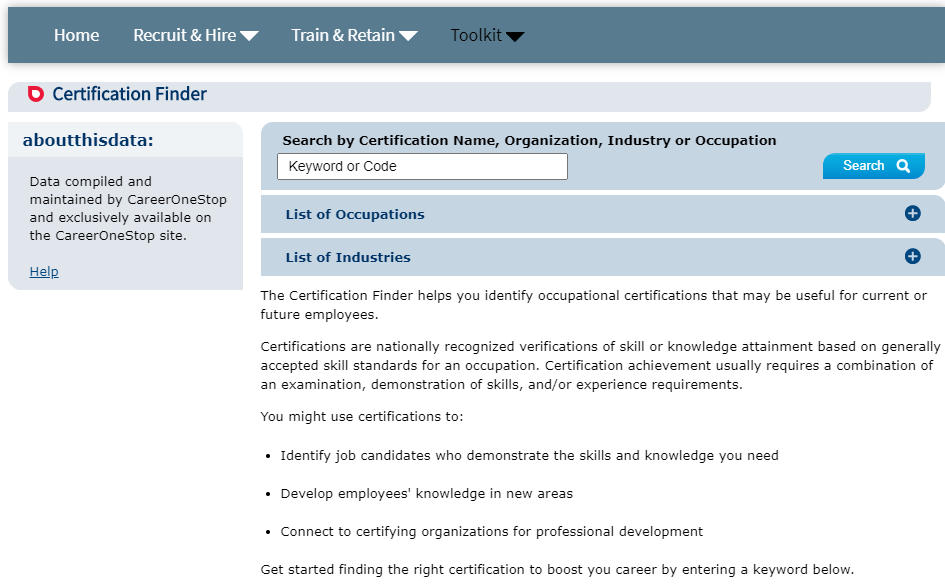 Home Recruit & Hire Train & Retain Toolkit
Certification Finder
aboutthisdata:
Data compiled and
maintained by CareerOneStop
and exclusively available on
the CareerOneStop site.
Help
Search by Certification Name, Organization, Industry or Occupation
Keyword or Code Search
List of Occupations
List of Industries
The Certification Finder helps you identify occupational certifications that may be useful for current or
future employees.
Certifications are nationally recognized verifications of skill or knowledge attainment based on generally
accepted skill standards for an occupation. Certification achievement usually requires a combination of
an examination, demonstration of skills, and/or experience requirements.
You might use certifications to:
• Identify job candidates who demonstrate the skills and knowledge you need
• Develop employees' knowledge in new areas
• Connect to certifying organizations for professional development
Get started finding the right certification to boost you career by entering a keyword below.